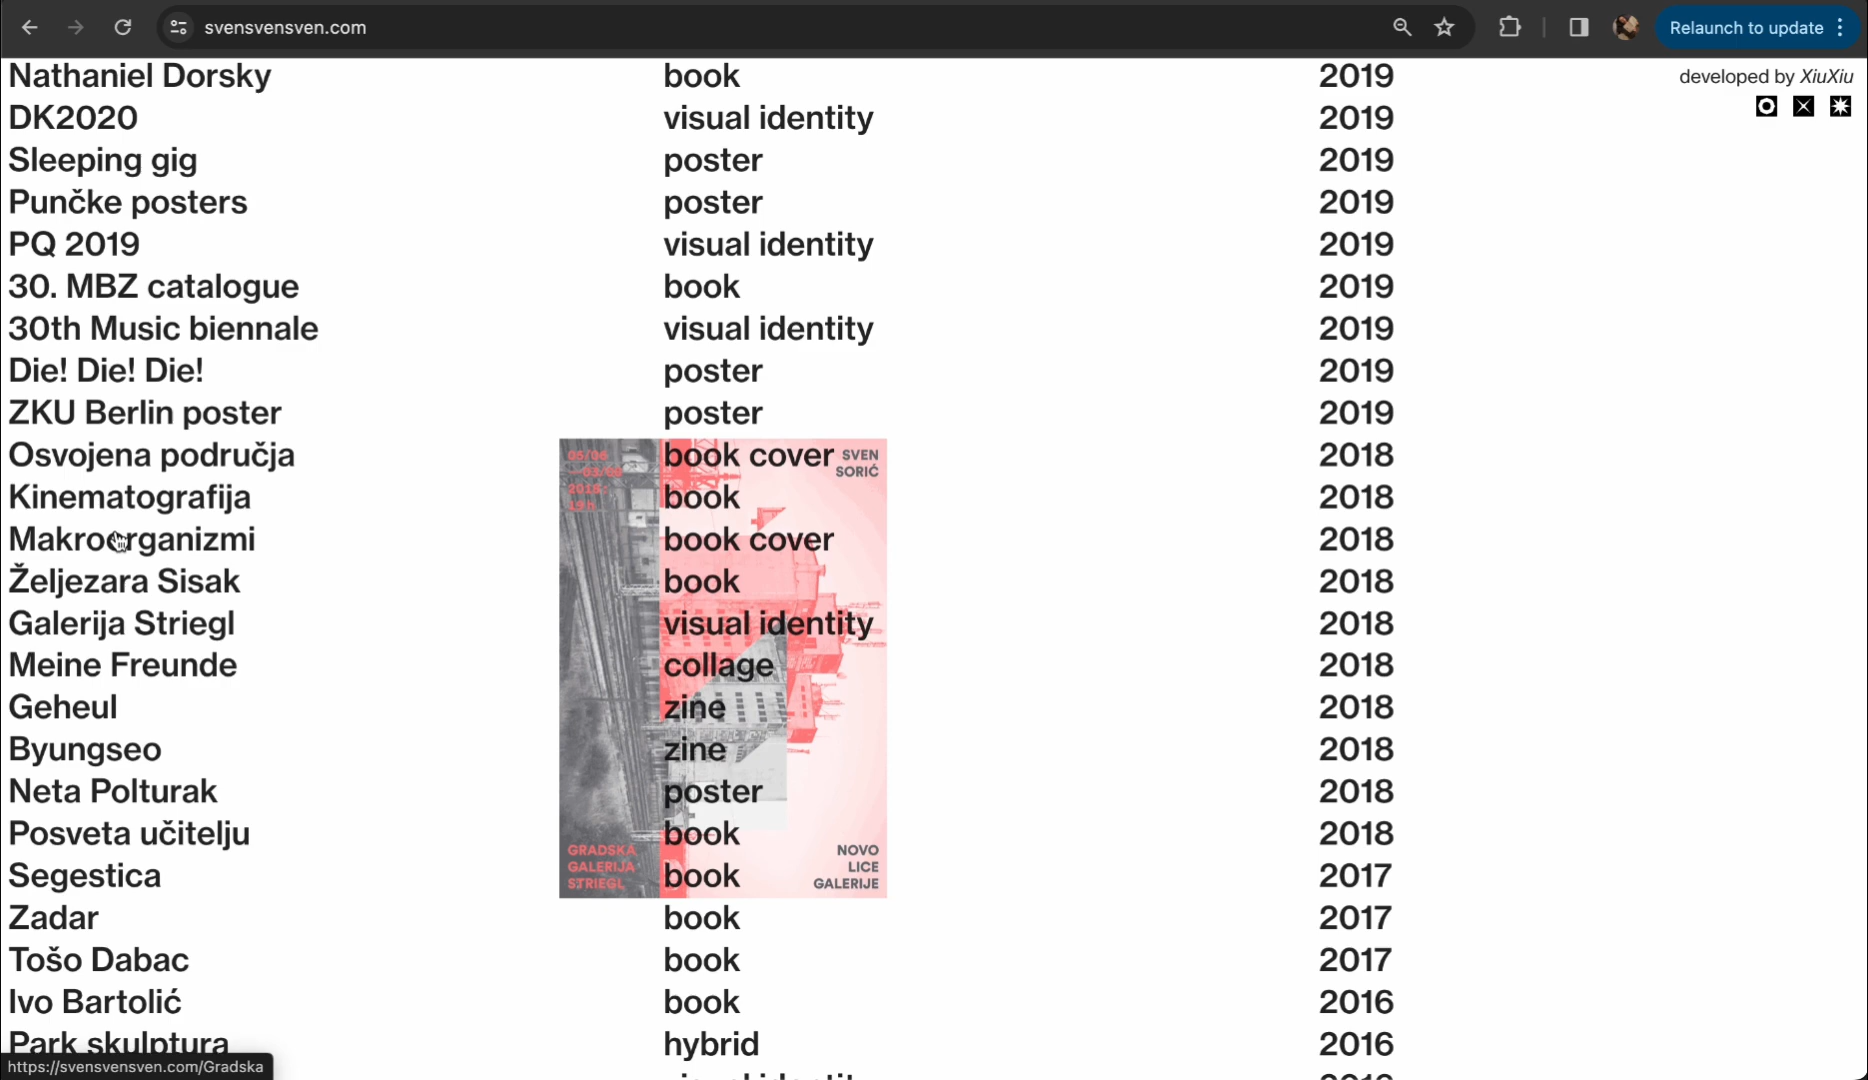 svensvensven.com
Relaunch to update
Nathaniel Dorsky book 2019
developed by XiuXiu
DK2020 visual identity 2019
Sleeping gig poster 2019
Punčke posters poster 2019
PQ 2019 visual identity 2019
30. MBZ catalogue book 2019
30th Music biennale visual identity 2019
Die! Die! Die! poster 2019
ZKU Berlin poster poster 2019
Osvojena područja book cover 2018
Kinematografija book 2018
Makroorganizmi book cover 2018
Željezara Sisak book 2018
Galerija Striegl visual identity 2018
Meine Freunde collage 2018
Geheul zine 2018
Byungseo zine 2018
Neta Polturak poster 2018
Posveta učitelju book 2018
Segestica book 2017
Zadar book 2017
Tošo Dabac book 2017
Ivo Bartolić book 2016
Park skulptura hybrid 2016
05/06
2018.
19h
SVEN
SORIĆ
GRADSKA
GALERIJA
STRIEGL
NOVO
LICE
GALERIJE
https://svensvensven.com/Gradska